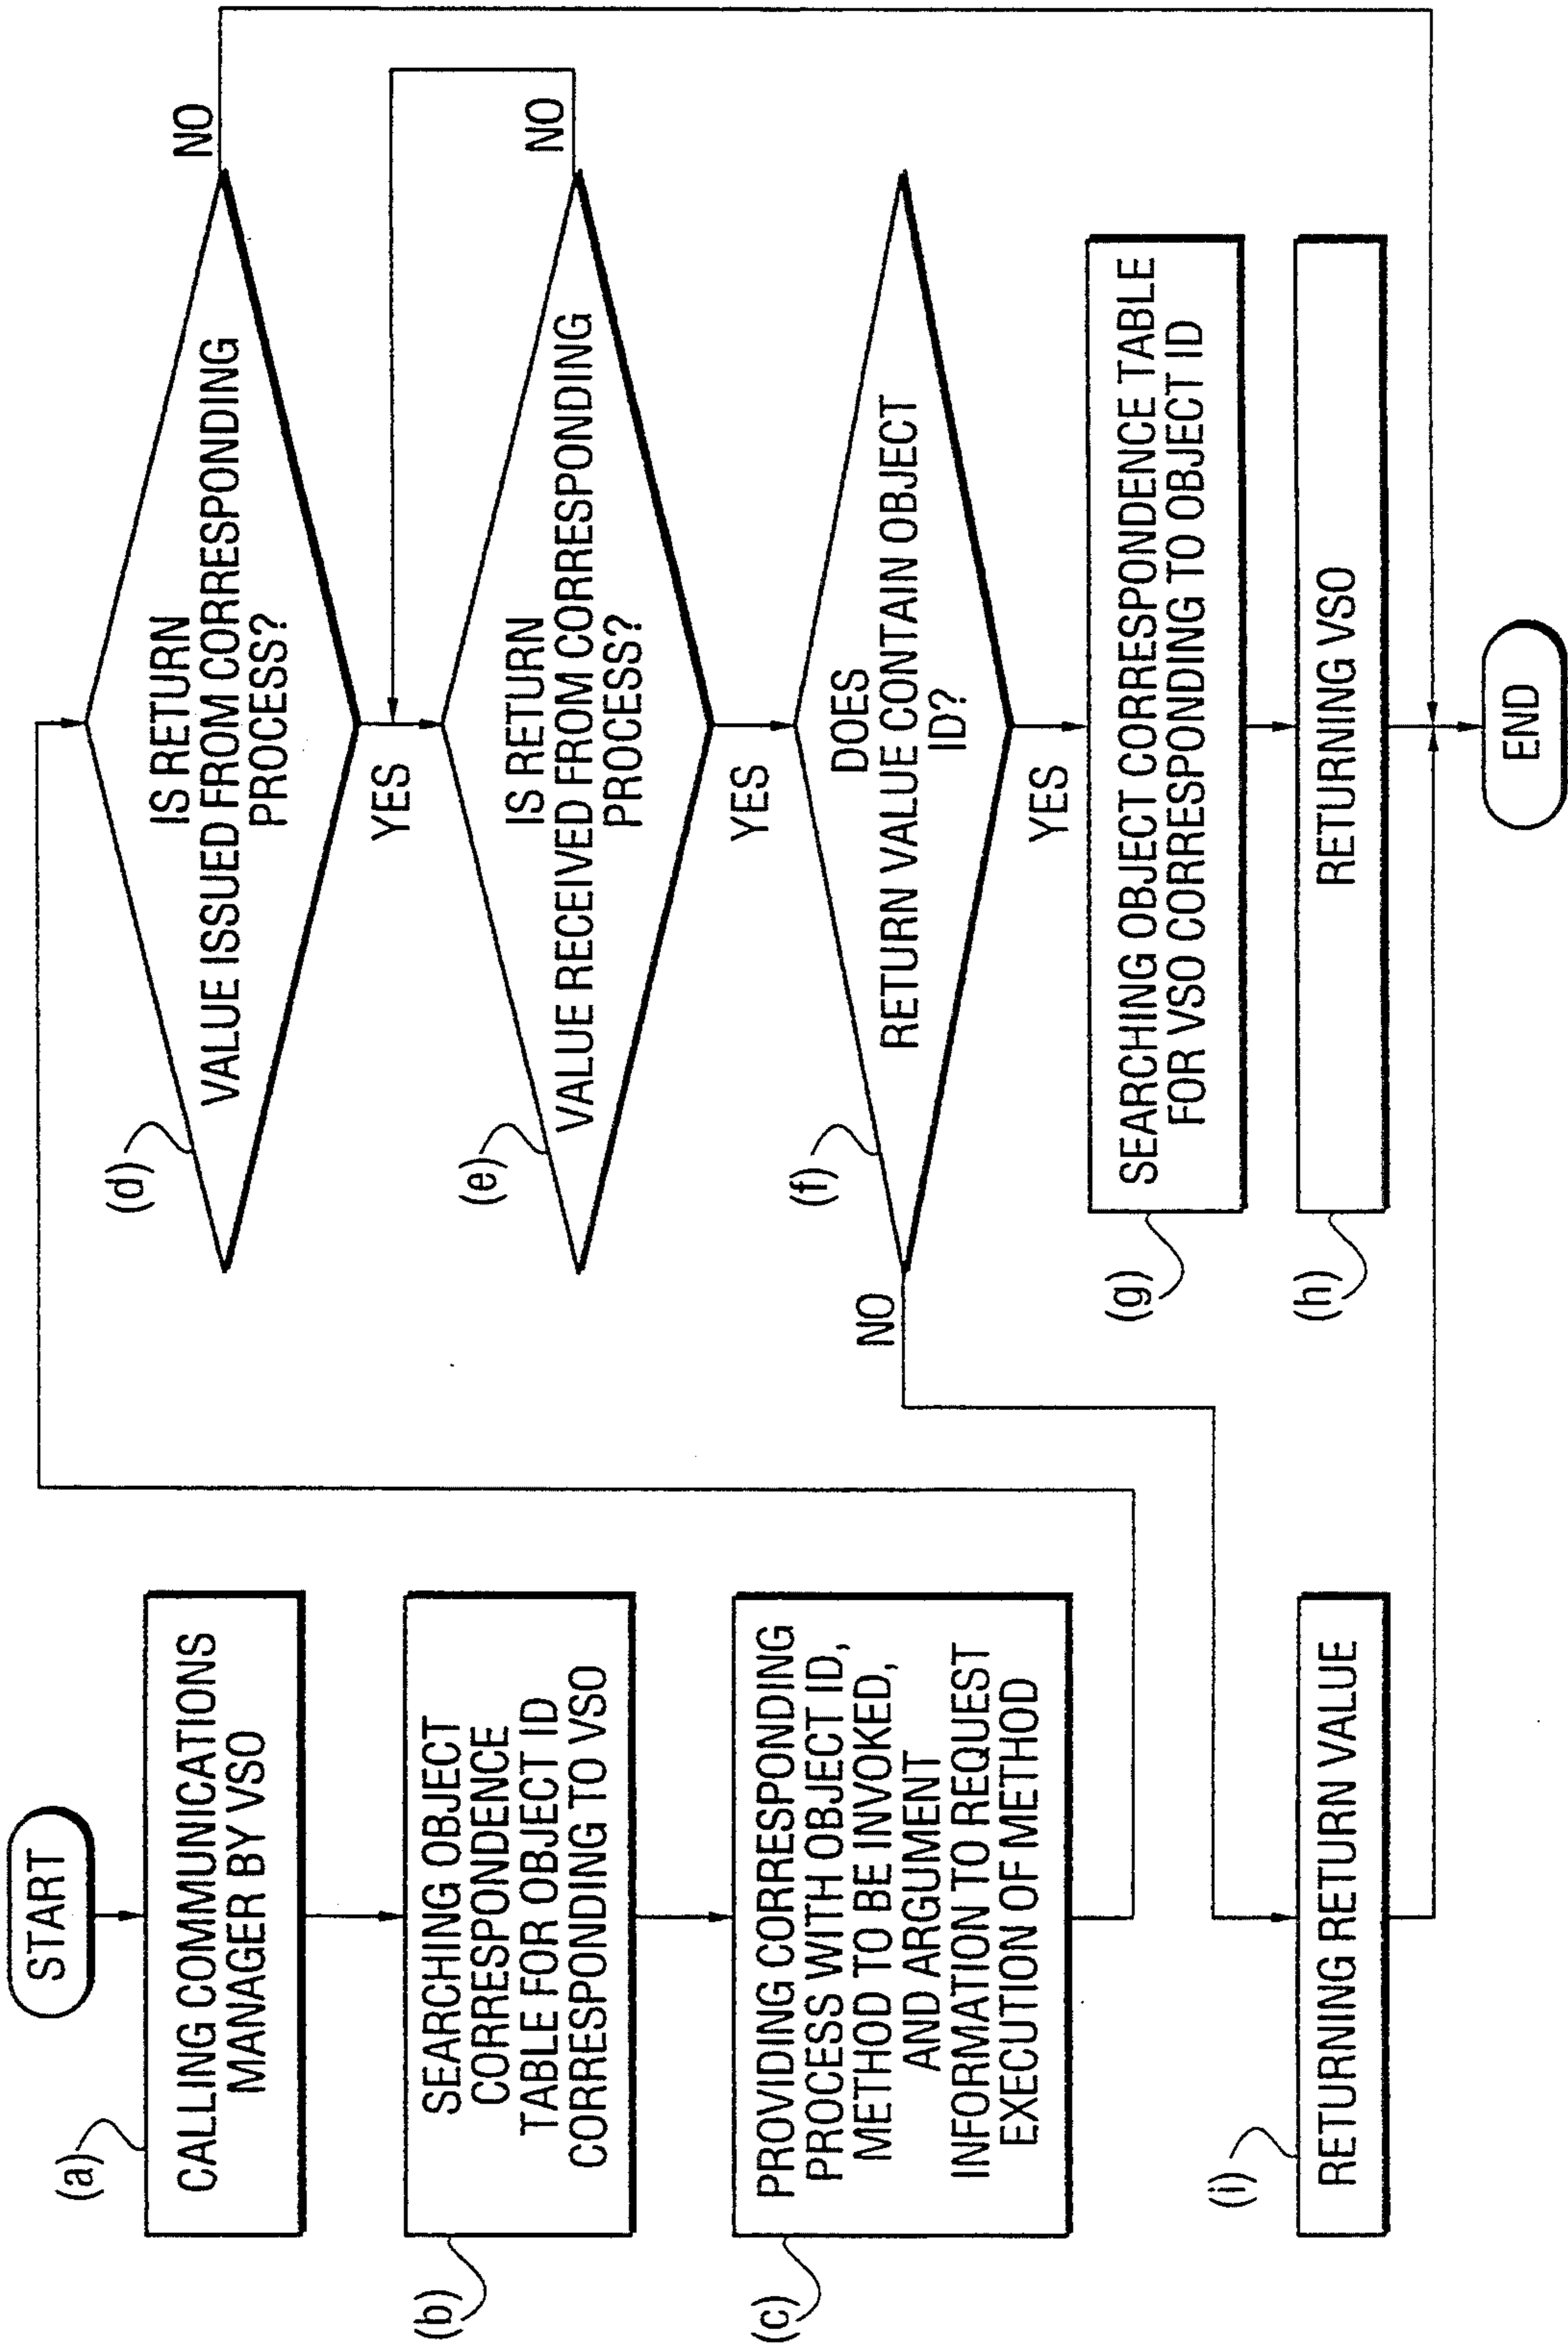 START
(a)
CALLING COMMUNICATIONS
MANAGER BY VSO
(b)
SEARCHING OBJECT
CORRESPONDENCE
TABLE FOR OBJECT ID
CORRESPONDING TO VSO
(c)
PROVIDING CORRESPONDING
PROCESS WITH OBJECT ID,
METHOD TO BE INVOKED,
AND ARGUMENT
INFORMATION TO REQUEST
EXECUTION OF METHOD
(d)
IS RETURN
VALUE ISSUED FROM CORRESPONDING
PROCESS?
NO
YES
(e)
IS RETURN
VALUE RECEIVED FROM CORRESPONDING
PROCESS?
NO
YES
(f)
DOES
RETURN VALUE CONTAIN OBJECT
ID?
NO
YES
(g)
SEARCHING OBJECT CORRESPONDENCE TABLE
FOR VSO CORRESPONDING TO OBJECT ID
(h)
RETURNING VSO
(i)
RETURNING RETURN VALUE
END